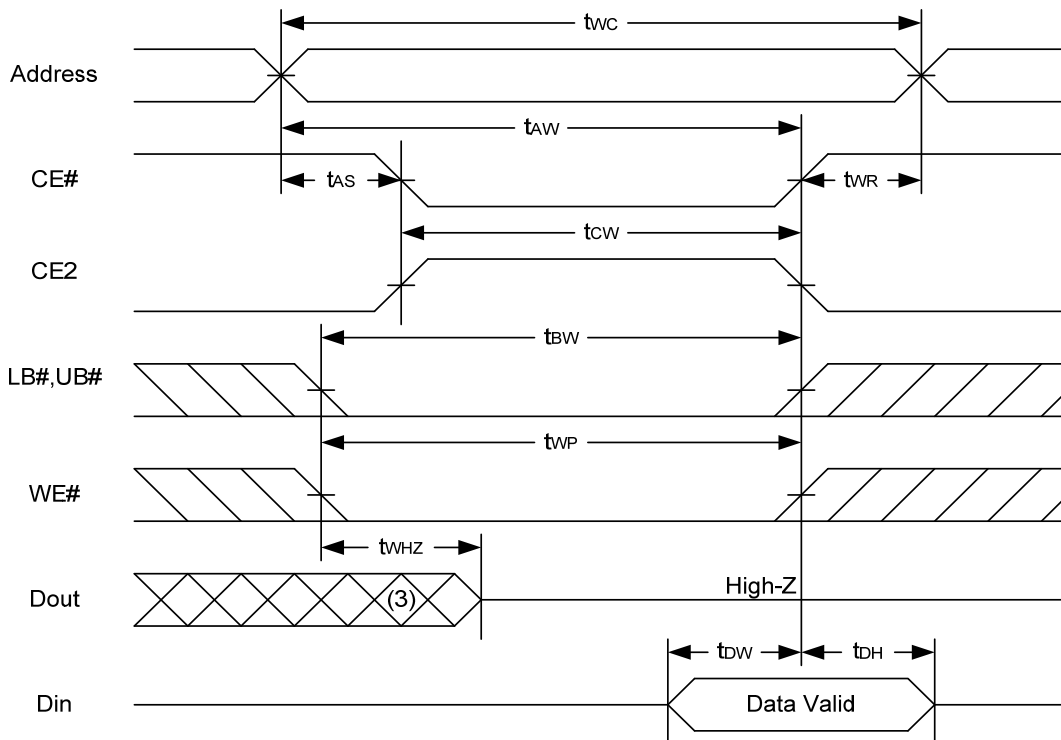 tWC
Address
tAW
CE#
tAS
tWR
tCW
CE2
tBW
LB#,UB#
tWP
WE#
tWHZ
Dout
(3)
High-Z
tDW
tDH
Din
Data Valid